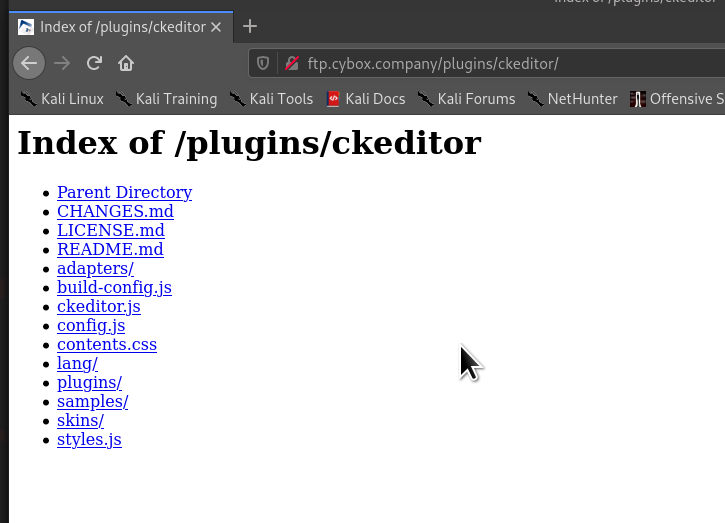 Index of /plugins/ckeditor
Index of /plugins/ckeditor
ftp.cybox.company/plugins/ckeditor/
Kali Linux Kali Training Kali Tools Kali Docs Kali Forums NetHunter Offensive S
Index of /plugins/ckeditor
Parent Directory
CHANGES.md
LICENSE.md
README.md
adapters/
build-config.js
ckeditor.js
config.js
contents.css
lang/
plugins/
samples/
skins/
styles.js